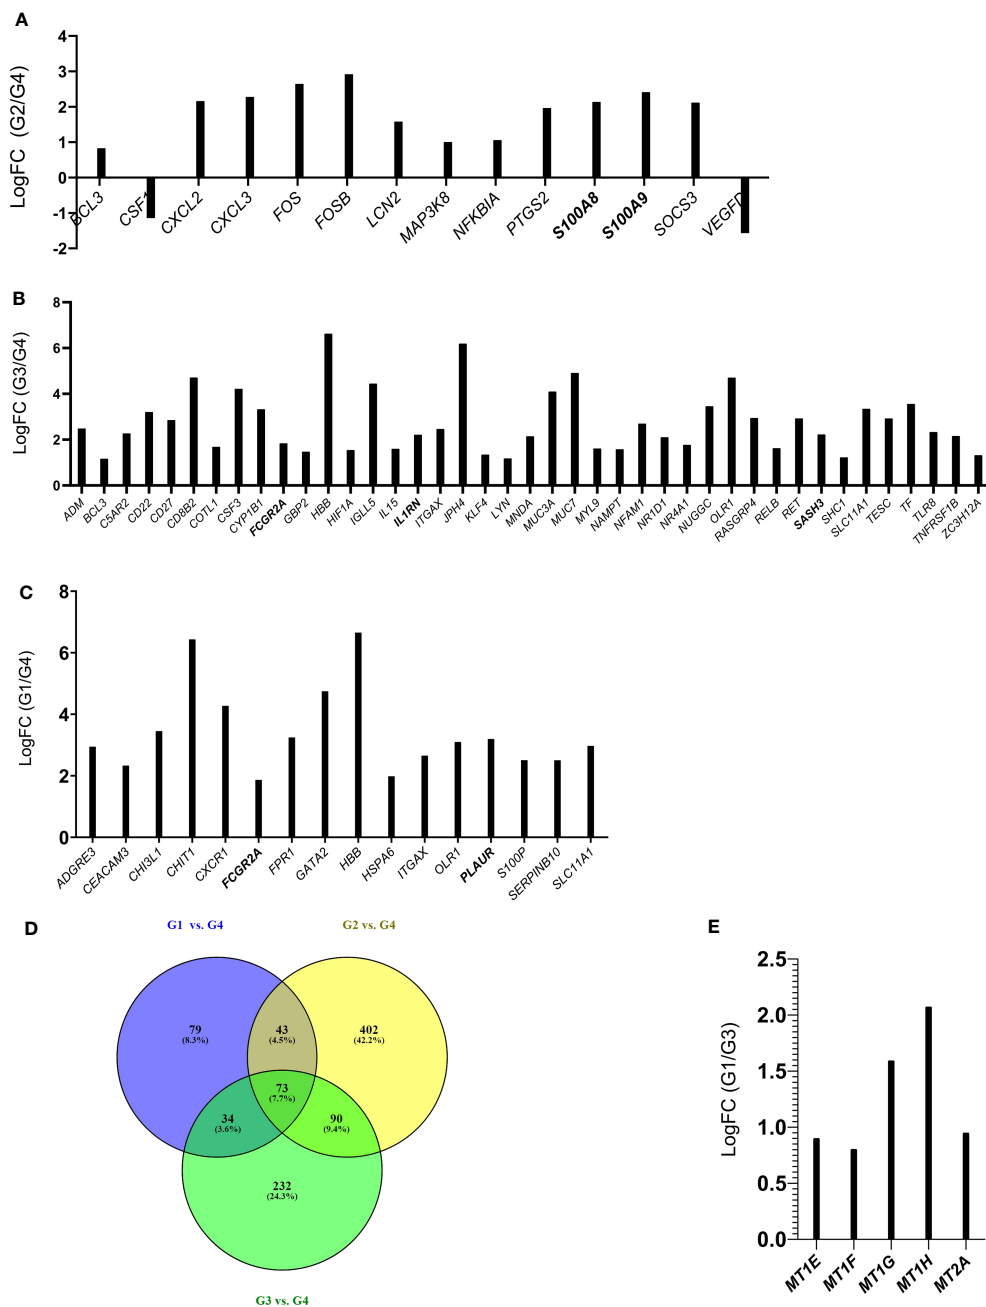 A
LogFC (G2/G4)
4
3
2
1
0
-1
-2
BCL3
CSF1
CXCL2
CXCL3
FOS
FOSB
LCN2
MAP3K8
NFKBIA
PTGS2
S100A8
S100A9
SOCS3
VEGFD
B
LogFC (G3/G4)
8
6
4
2
0
ADM
BCL3
C5AR2
CD22
CD27
CD8B2
COTL1
CSF3
CYP1B1
FCGR2A
GBP2
HBB
HIF1A
IGLL5
IL15
IL1RN
ITGAX
JPH4
KLF4
LYN
MNDA
MUC3A
MUC7
MYL9
NAMPT
NFAM1
NR1D1
NR4A1
NUGGC
OLR1
RASGRP4
RELB
RET
SASH3
SHC1
SLC11A1
TESC
TF
TLR8
TNFRSF1B
ZC3H12A
C
LogFC (G1/G4)
8
6
4
2
0
ADGRE3
CEACAM3
CHI3L1
CHIT1
CXCR1
FCGR2A
FPR1
GATA2
HBB
HSPA6
ITGAX
OLR1
PLAUR
S100P
SERPINB10
SLC11A1
D
G1 vs. G4
G2 vs. G4
79
(8.3%)
43
(4.5%)
402
(42.2%)
73
(7.7%)
34
(3.6%)
90
(9.4%)
232
(24.3%)
G3 vs. G4
E
LogFC (G1/G3)
2.5
2.0
1.5
1.0
0.5
0.0
MT1E
MT1F
MT1G
MT1H
MT2A